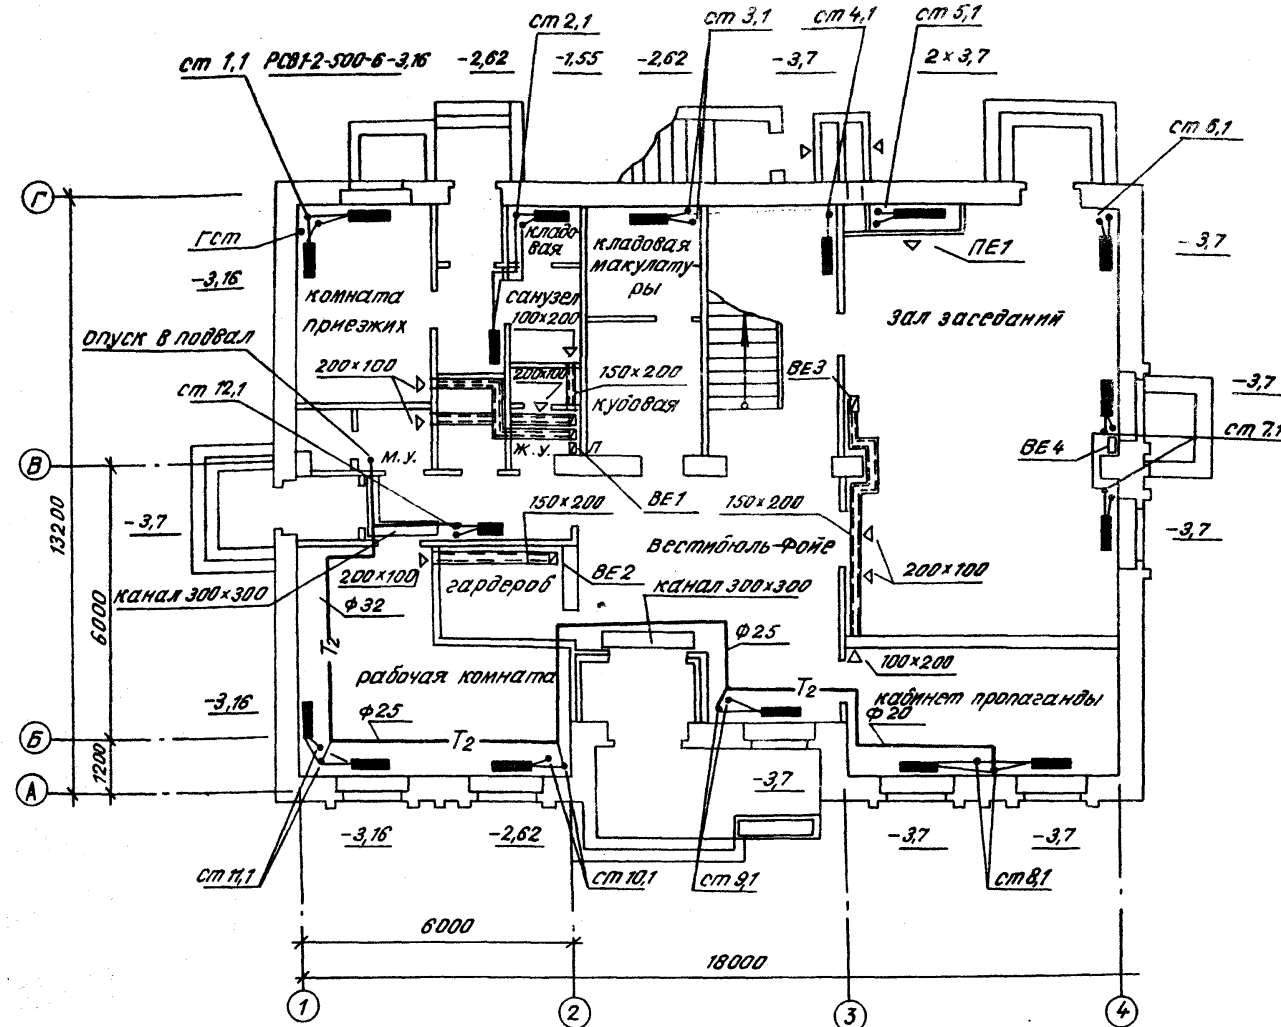 ст 1,1
РСВ1-2-500-6-3,16
-2,62
ст 2,1
-1,55
-2,62
ст 3,1
-3,7
ст 4,1
ст 5,1
2×3,7
ст 6,1
Г
ГСТ
-3,16
кладо-
вая
кладовая
макулату-
ры
ПЕ1
-3,7
комната
приезжих
санузел
100×200
зал заседаний
опуск в подвал
200×100
200×100
150×200
ВЕ3
ст 12,1
кубовая
-3,7
ст 7,1
В
м.у.
ж.у.
П
ВЕ4
ВЕ1
-3,7
150×200
150×200
-3,7
13200
вестибюль-фойе
200×100
гардероб
ВЕ2
канал 300×300
200×100
канал 300×300
ф32
6000
Т2
ф25
100×200
рабочая комната
-3,16
Т2
кабинет пропаганды
ф20
Б
ф25
Т2
1200
А
-3,7
-3,16
-2,62
-3,7
-3,7
ст 11,1
ст 10,1
ст 9,1
ст 8,1
6000
18000
1
2
3
4